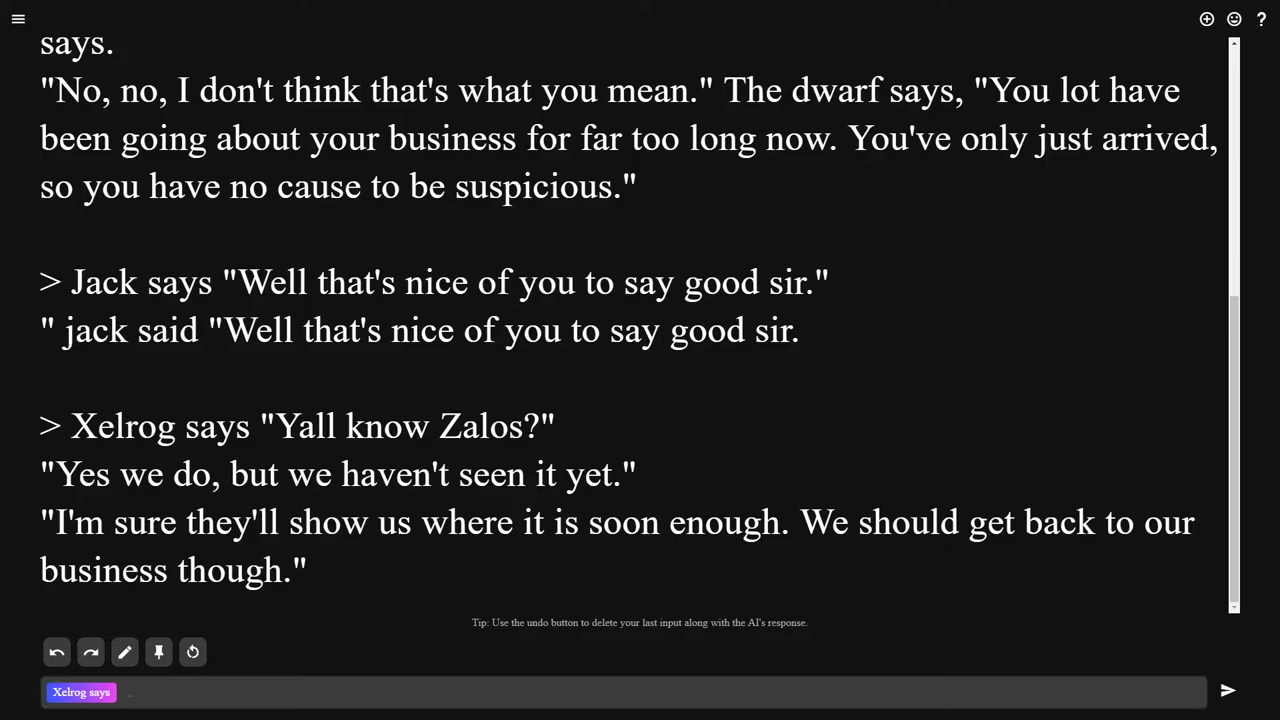 says.
"No, no, I don't think that's what you mean." The dwarf says, "You lot have
been going about your business for far too long now. You've only just arrived,
so you have no cause to be suspicious."
> Jack says "Well that's nice of you to say good sir."
" jack said "Well that's nice of you to say good sir.
> Xelrog says "Yall know Zalos?"
"Yes we do, but we haven't seen it yet."
"I'm sure they'll show us where it is soon enough. We should get back to our
business though."
Tip: Use the undo button to delete your last input along with the AI's response.
Xelrog says ...